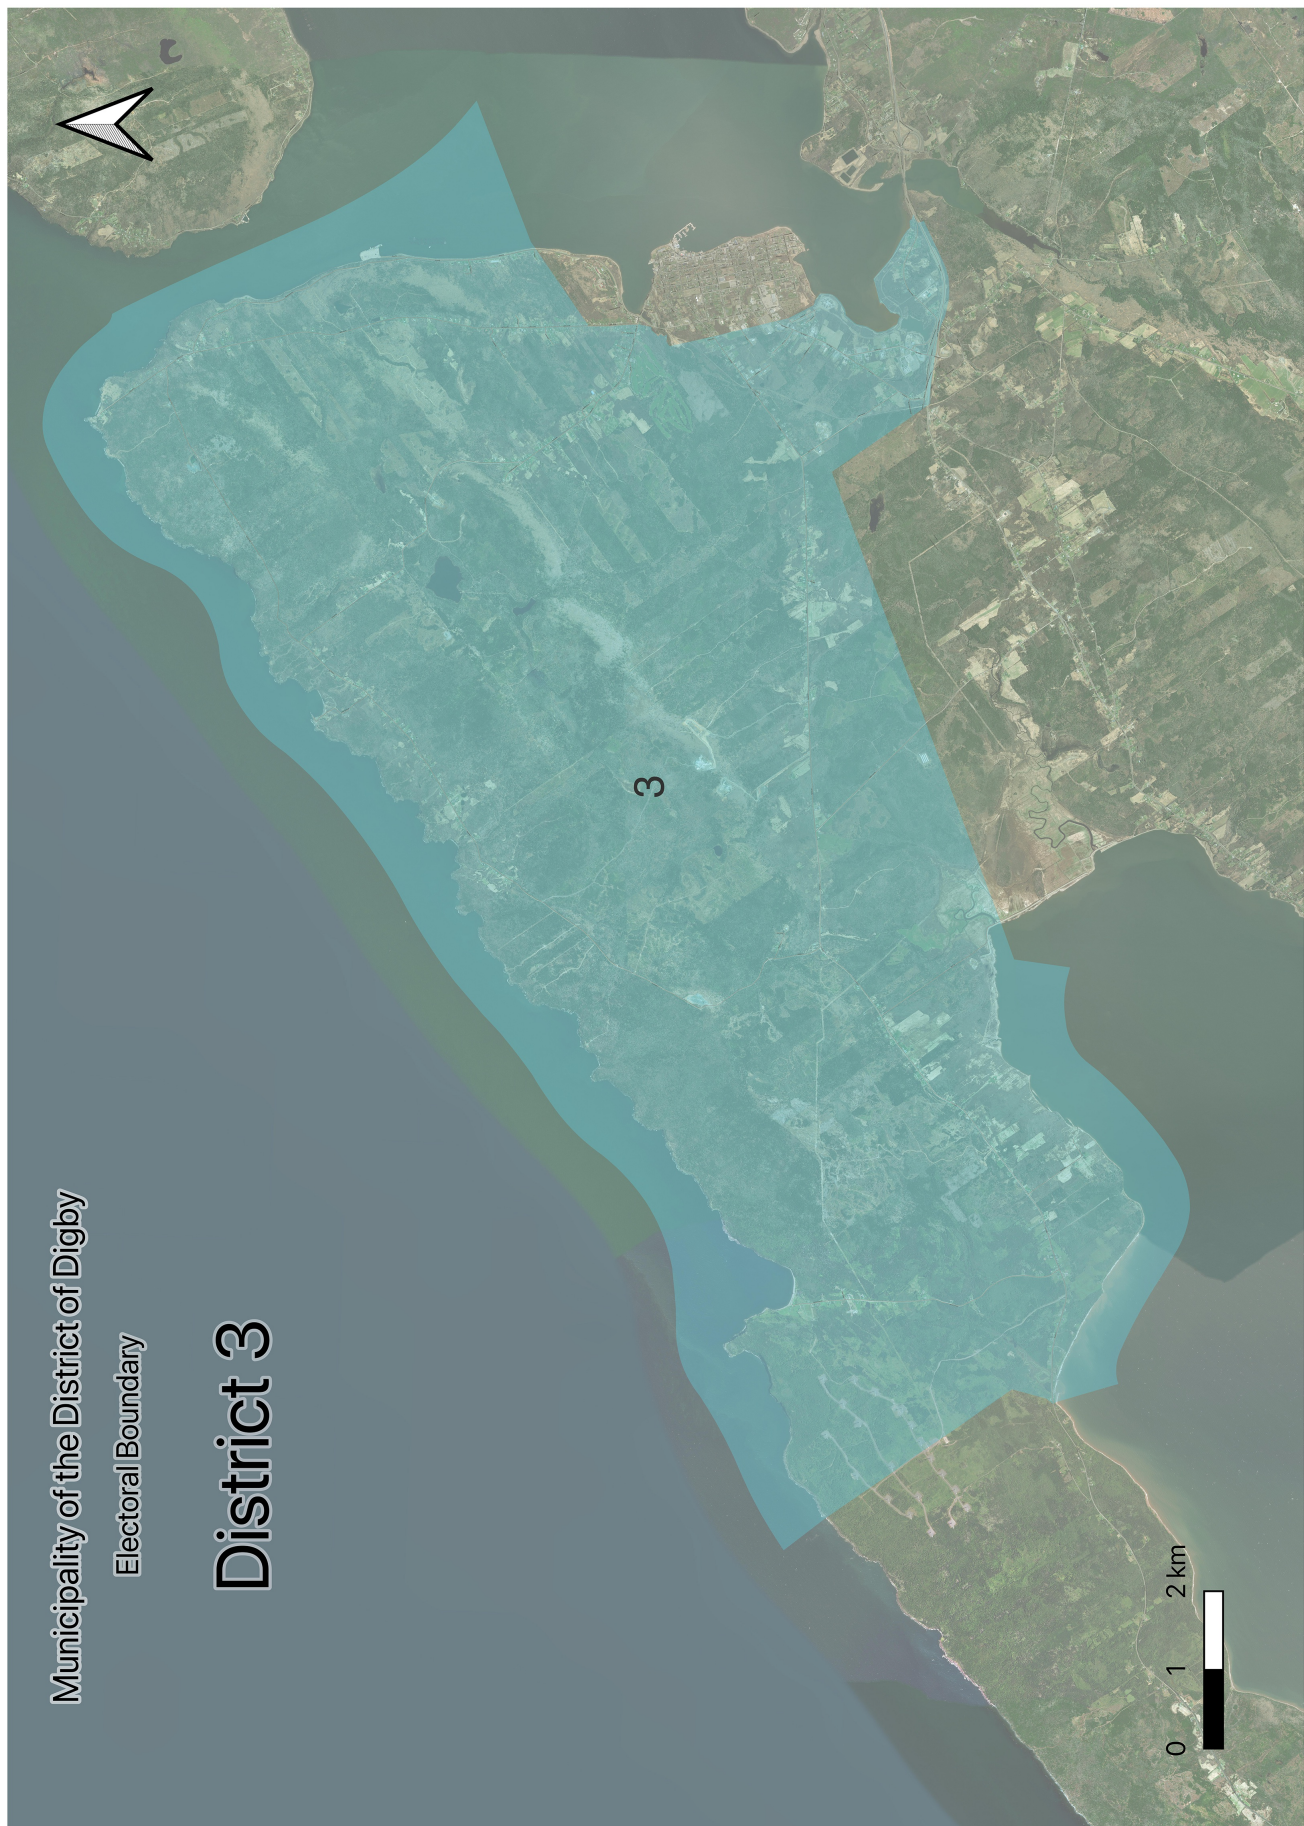 Municipality of the District of Digby
Electoral Boundary
District 3
3
0 1 2 km